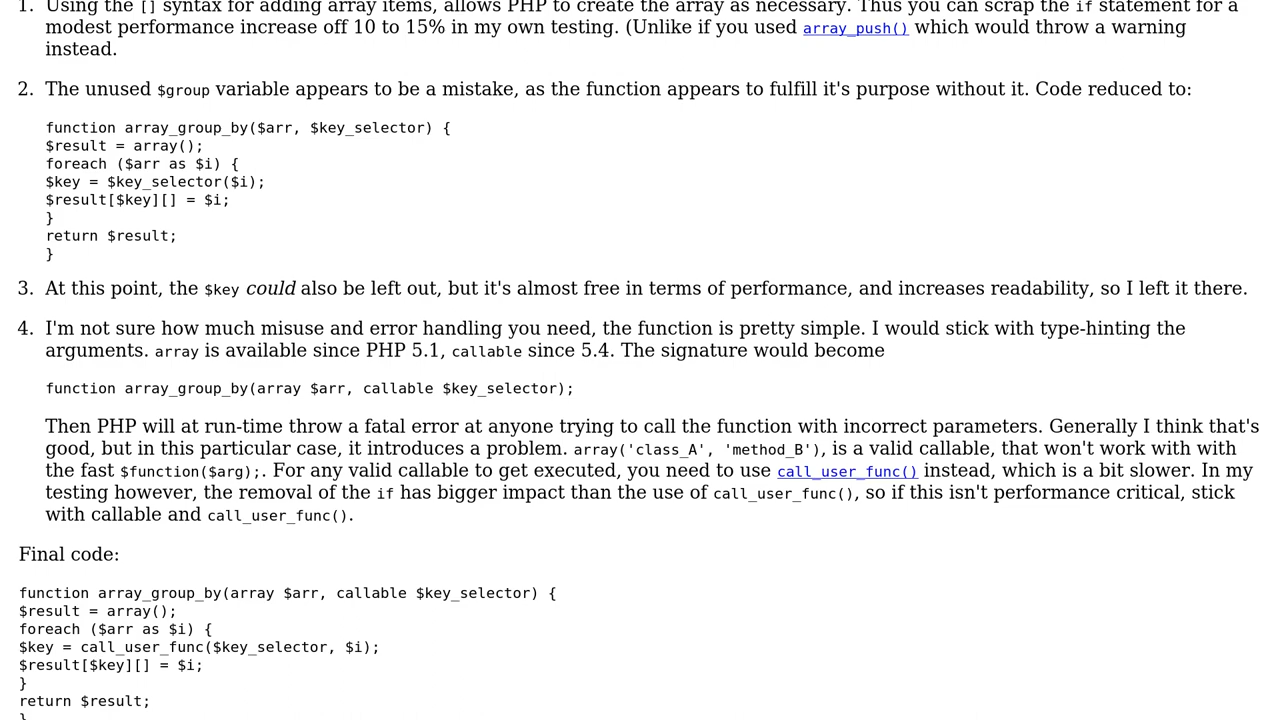 1. Using the [] syntax for adding array items, allows PHP to create the array as necessary. Thus you can scrap the if statement for a
modest performance increase off 10 to 15% in my own testing. (Unlike if you used array_push() which would throw a warning
instead.
2. The unused $group variable appears to be a mistake, as the function appears to fulfill it's purpose without it. Code reduced to:
function array_group_by($arr, $key_selector) {
$result = array();
foreach ($arr as $i) {
$key = $key_selector($i);
$result[$key][] = $i;
}
return $result;
}
3. At this point, the $key could also be left out, but it's almost free in terms of performance, and increases readability, so I left it there.
4. I'm not sure how much misuse and error handling you need, the function is pretty simple. I would stick with type-hinting the
arguments. array is available since PHP 5.1, callable since 5.4. The signature would become
function array_group_by(array $arr, callable $key_selector);
Then PHP will at run-time throw a fatal error at anyone trying to call the function with incorrect parameters. Generally I think that's
good, but in this particular case, it introduces a problem. array('class_A', 'method_B'), is a valid callable, that won't work with with
the fast $function($arg);. For any valid callable to get executed, you need to use call_user_func() instead, which is a bit slower. In my
testing however, the removal of the if has bigger impact than the use of call_user_func(), so if this isn't performance critical, stick
with callable and call_user_func().
Final code:
function array_group_by(array $arr, callable $key_selector) {
$result = array();
foreach ($arr as $i) {
$key = call_user_func($key_selector, $i);
$result[$key][] = $i;
}
return $result;
}